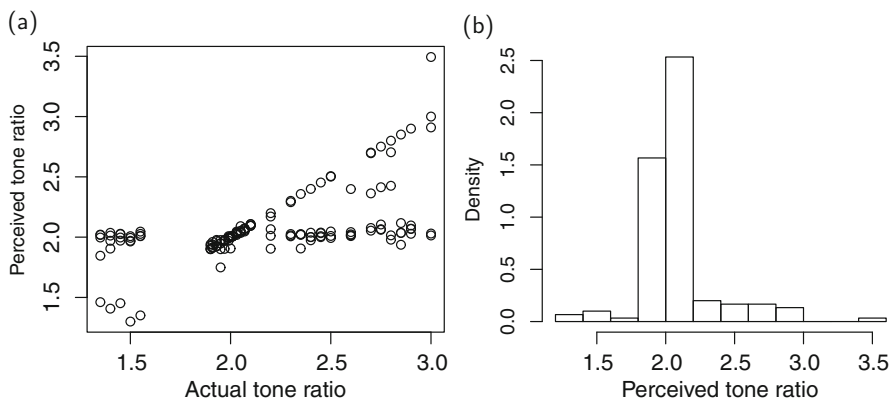 (a)
Perceived tone ratio
3.5
3.0
2.5
2.0
1.5
1.5 2.0 2.5 3.0
Actual tone ratio
(b)
Density
2.5
2.0
1.5
1.0
0.5
0.0
1.5 2.0 2.5 3.0 3.5
Perceived tone ratio